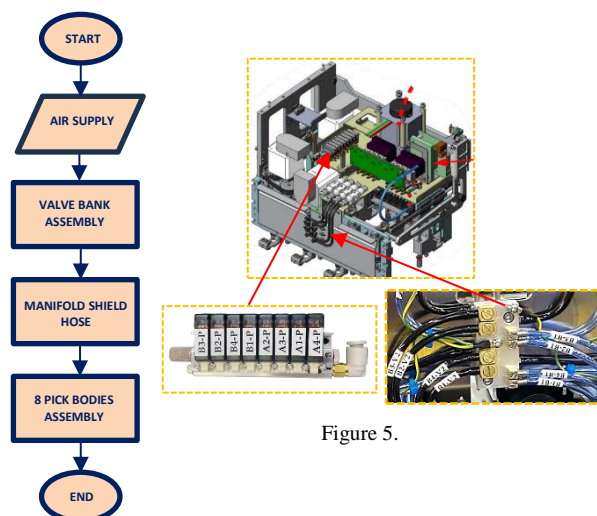 START
AIR SUPPLY
VALVE BANK
ASSEMBLY
MANIFOLD SHIELD
HOSE
8 PICK BODIES
ASSEMBLY
END
B3-P
B2-P
B4-P
B1-P
A2-P
A3-P
A1-P
A4-P
Figure 5.